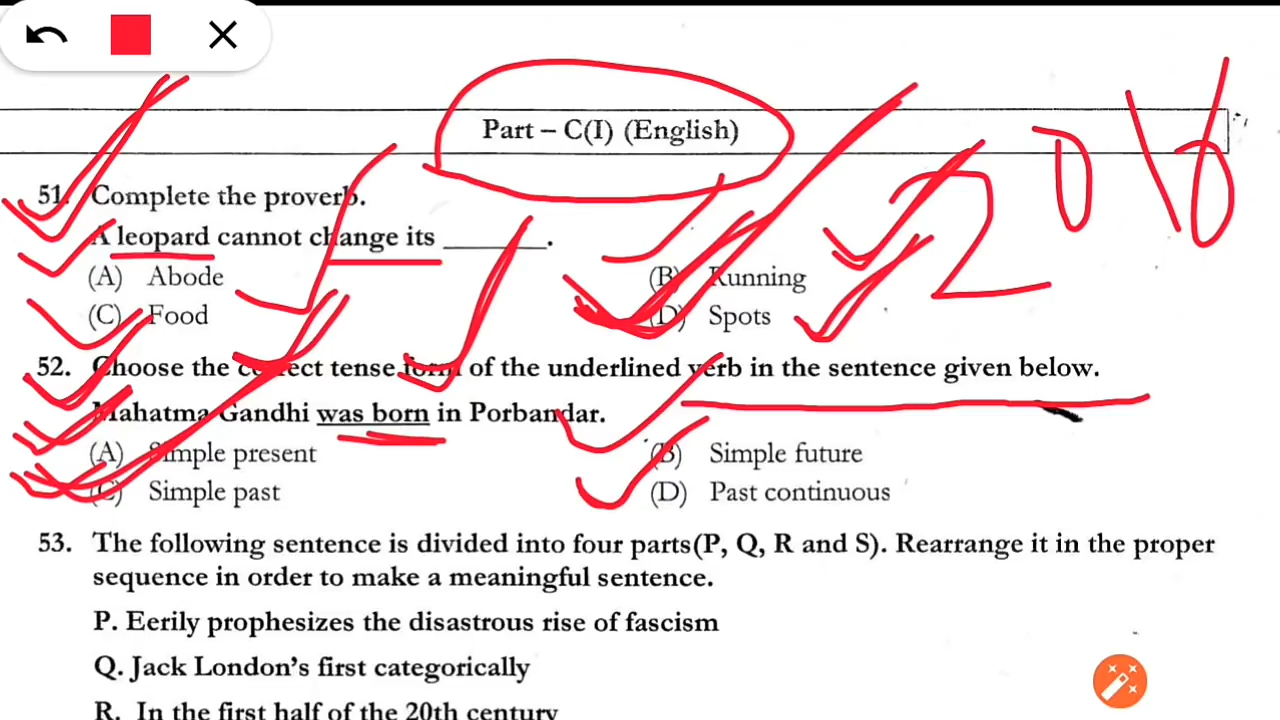 Part – C(I) (English)
2018
51. Complete the proverb.
A leopard cannot change its ________.
(A) Abode (B) Running
(C) Food (D) Spots
52. Choose the correct tense form of the underlined verb in the sentence given below.
Mahatma Gandhi was born in Porbandar.
(A) Simple present (B) Simple future
(C) Simple past (D) Past continuous
53. The following sentence is divided into four parts(P, Q, R and S). Rearrange it in the proper
sequence in order to make a meaningful sentence.
P. Eerily prophesizes the disastrous rise of fascism
Q. Jack London's first categorically
R. In the first half of the 20th century